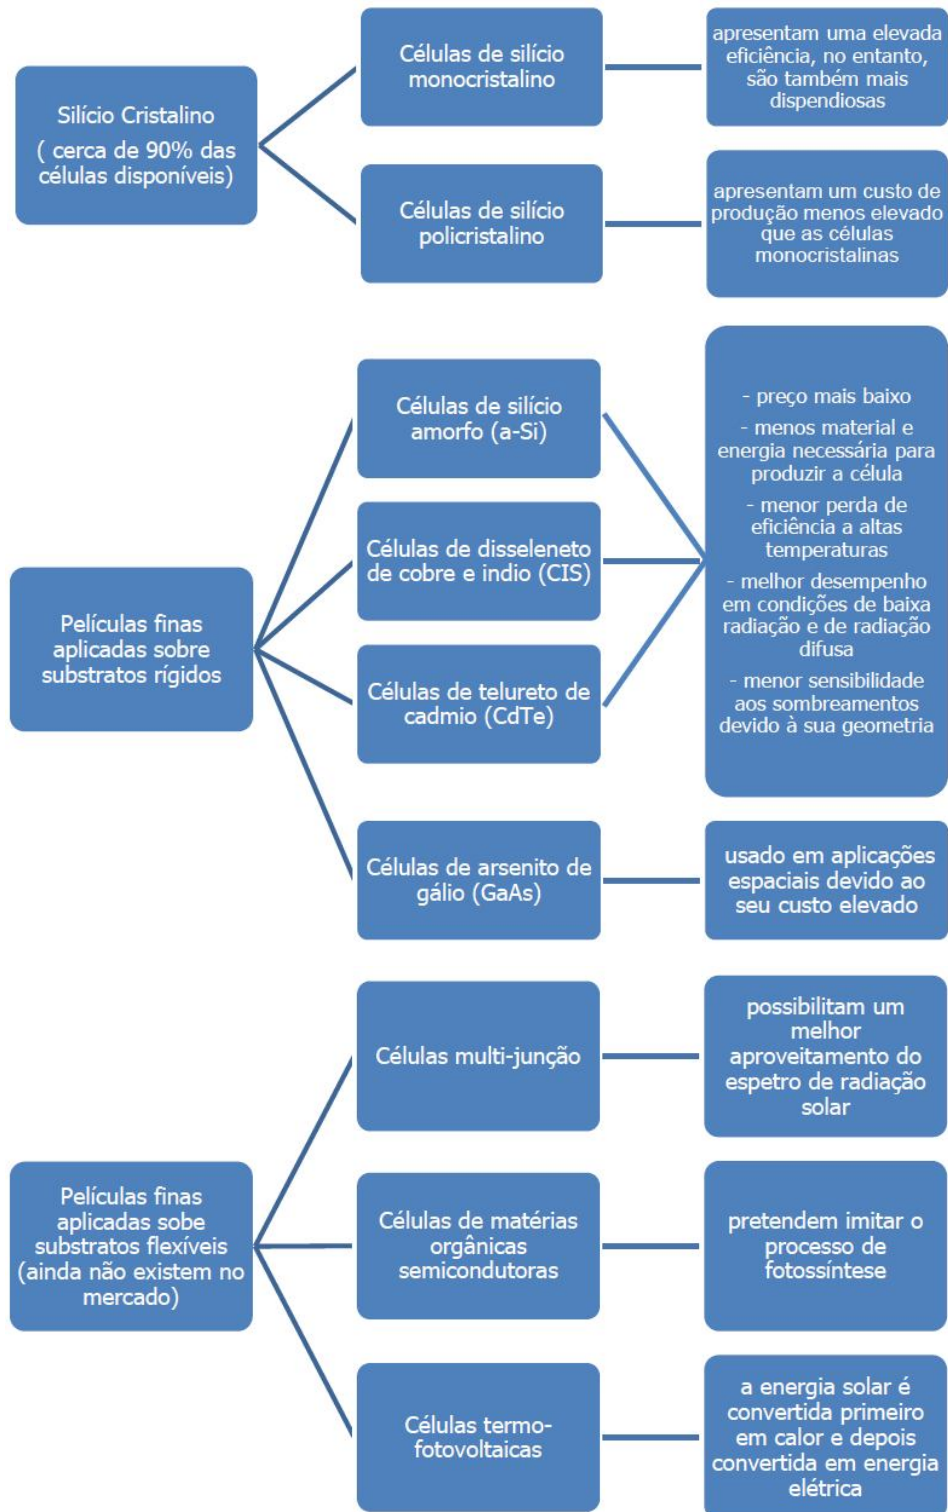 Silício Cristalino
( cerca de 90% das
células disponíveis)
Células de silício
monocristalino
apresentam uma elevada
eficiência, no entanto,
são também mais
dispendiosas
Células de silício
policristalino
apresentam um custo de
produção menos elevado
que as células
monocristalinas
Películas finas
aplicadas sobre
substratos rígidos
Células de silício
amorfo (a-Si)
Células de disseleneto
de cobre e indio (CIS)
Células de telureto de
cadmio (CdTe)
- preço mais baixo
- menos material e
energia necessária para
produzir a célula
- menor perda de
eficiência a altas
temperaturas
- melhor desempenho
em condições de baixa
radiação e de radiação
difusa
- menor sensibilidade
aos sombreamentos
devido à sua geometria
Células de arsenito de
gálio (GaAs)
usado em aplicações
espaciais devido ao
seu custo elevado
Películas finas
aplicadas sobe
substratos flexíveis
(ainda não existem no
mercado)
Células multi-junção
possibilitam um
melhor
aproveitamento do
espetro de radiação
solar
Células de matérias
orgânicas
semicondutoras
pretendem imitar o
processo de
fotossíntese
Células termo-
fotovoltaicas
a energia solar é
convertida primeiro
em calor e depois
convertida em energia
elétrica